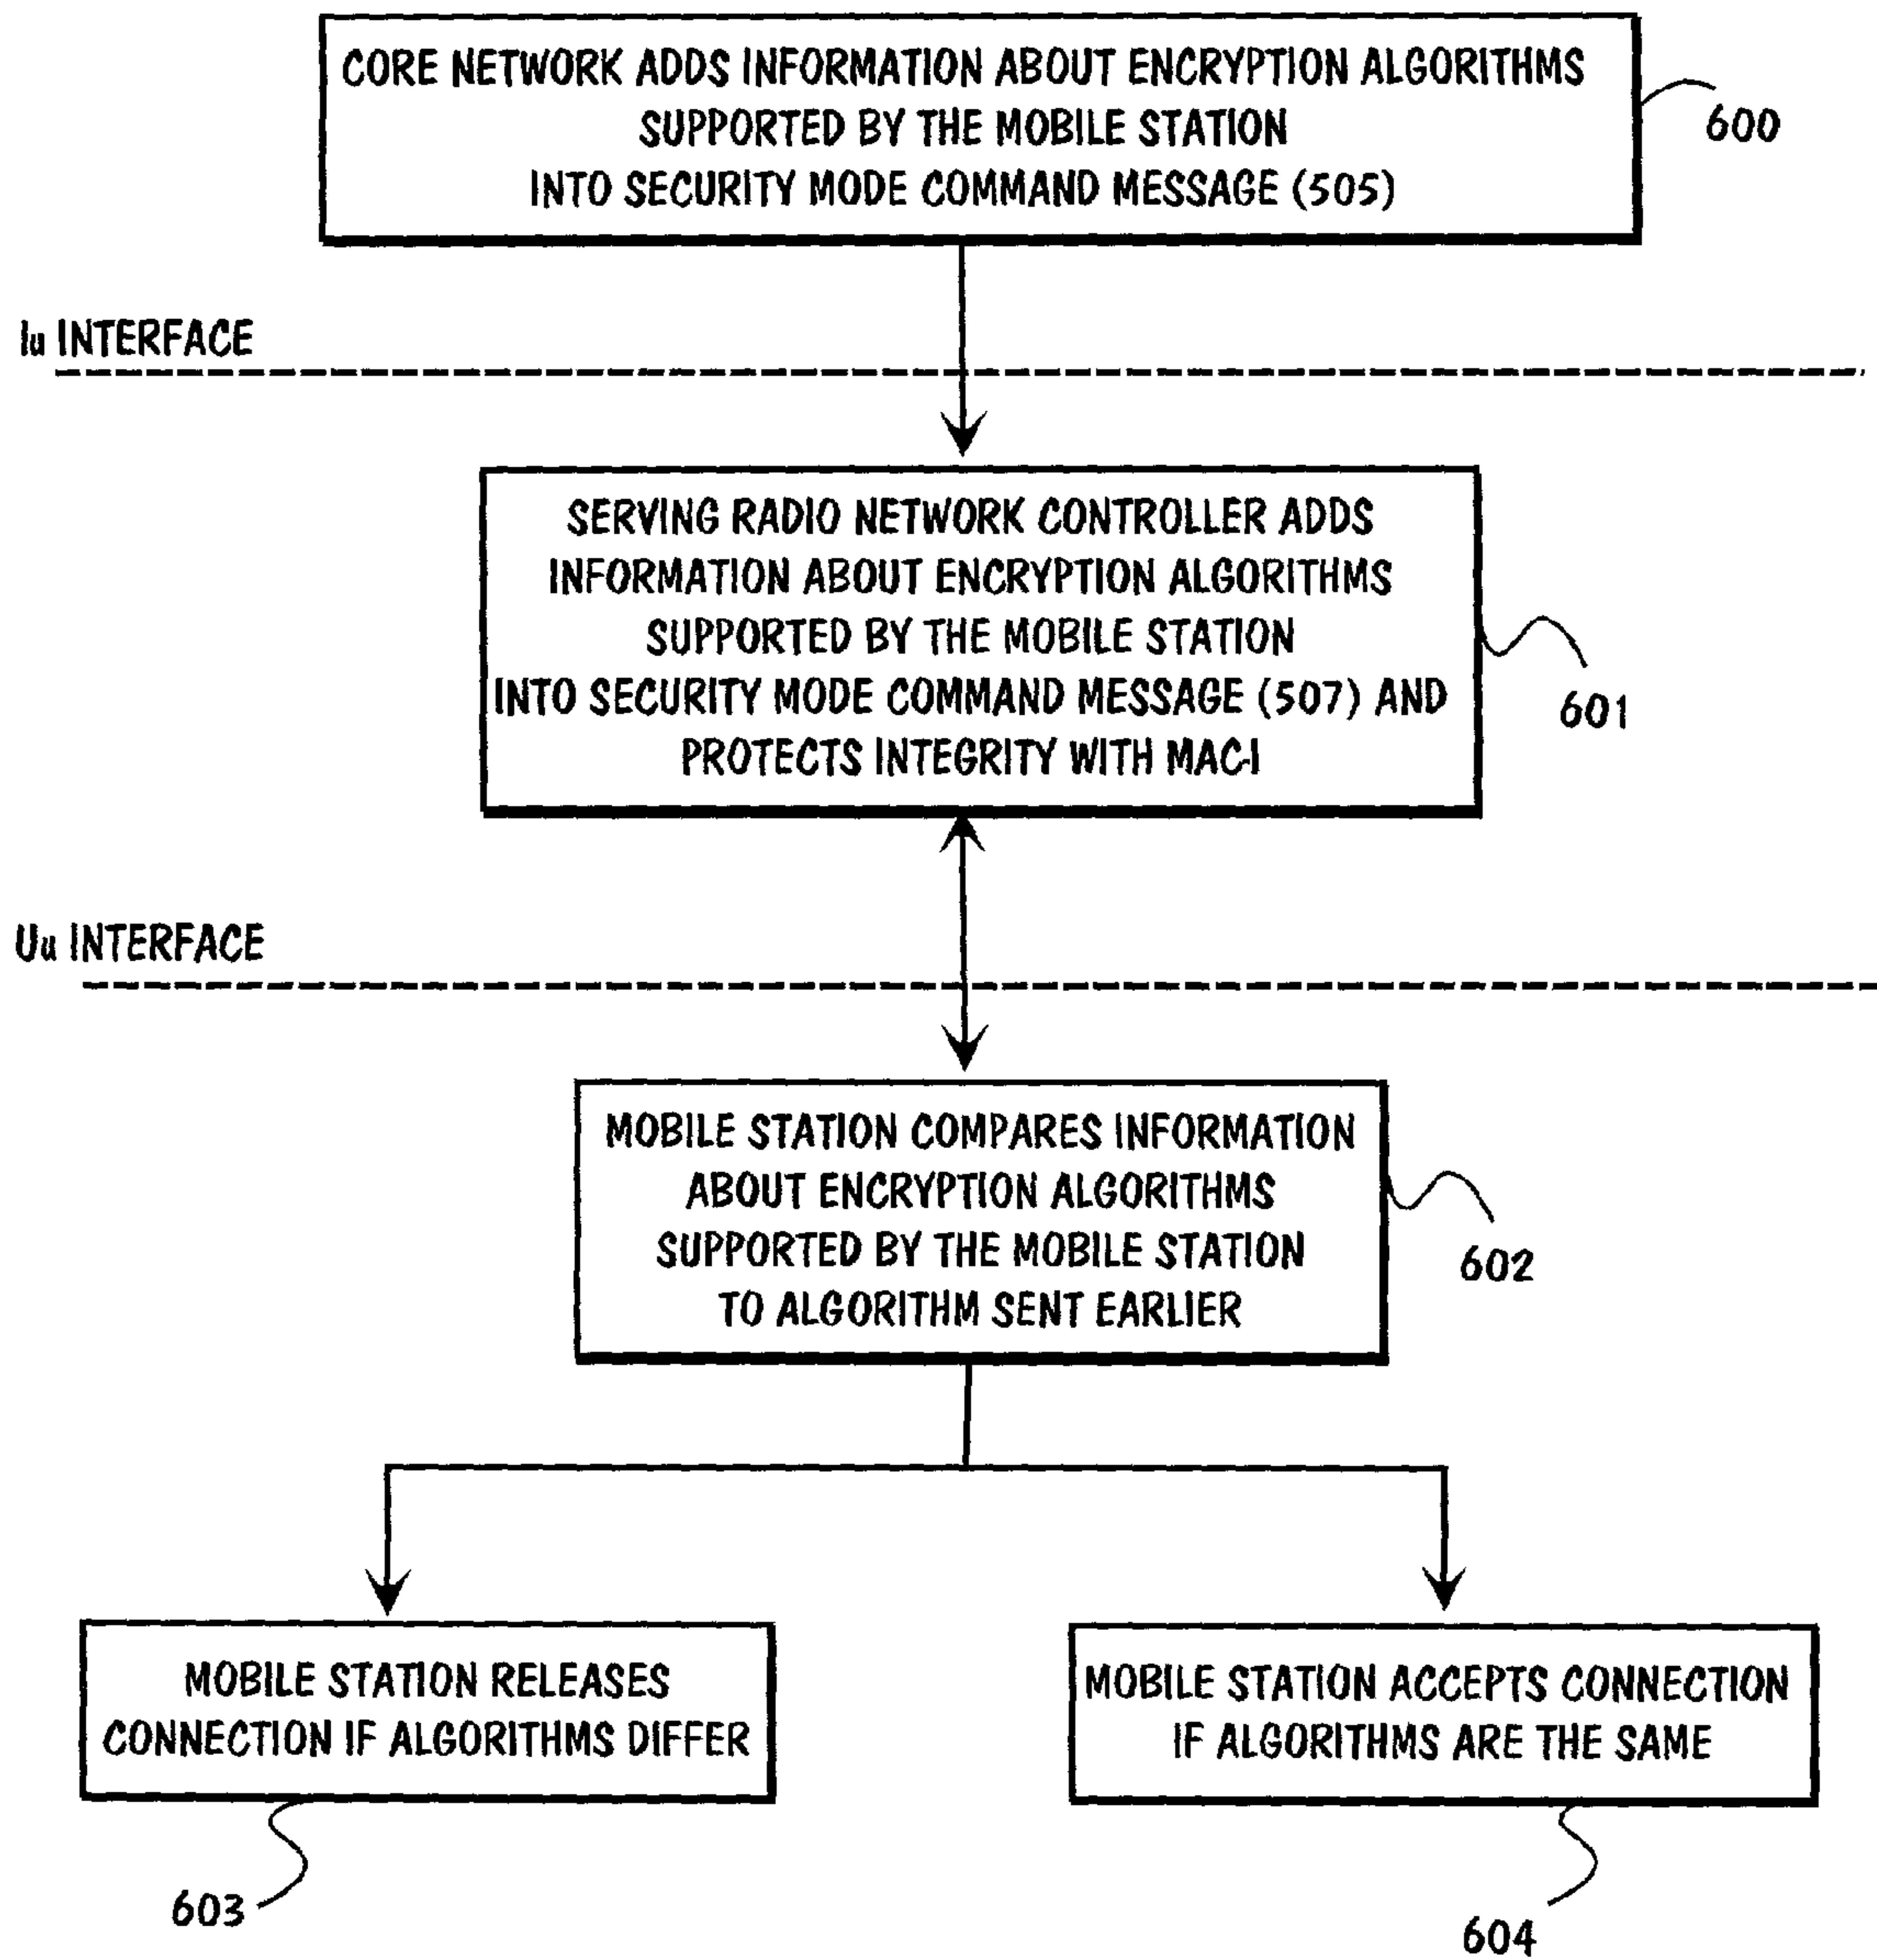 CORE NETWORK ADDS INFORMATION ABOUT ENCRYPTION ALGORITHMS
SUPPORTED BY THE MOBILE STATION
INTO SECURITY MODE COMMAND MESSAGE (505)
600
Iu INTERFACE
SERVING RADIO NETWORK CONTROLLER ADDS
INFORMATION ABOUT ENCRYPTION ALGORITHMS
SUPPORTED BY THE MOBILE STATION
INTO SECURITY MODE COMMAND MESSAGE (507) AND
PROTECTS INTEGRITY WITH MAC-I
601
Uu INTERFACE
MOBILE STATION COMPARES INFORMATION
ABOUT ENCRYPTION ALGORITHMS
SUPPORTED BY THE MOBILE STATION
TO ALGORITHM SENT EARLIER
602
MOBILE STATION RELEASES
CONNECTION IF ALGORITHMS DIFFER
603
MOBILE STATION ACCEPTS CONNECTION
IF ALGORITHMS ARE THE SAME
604